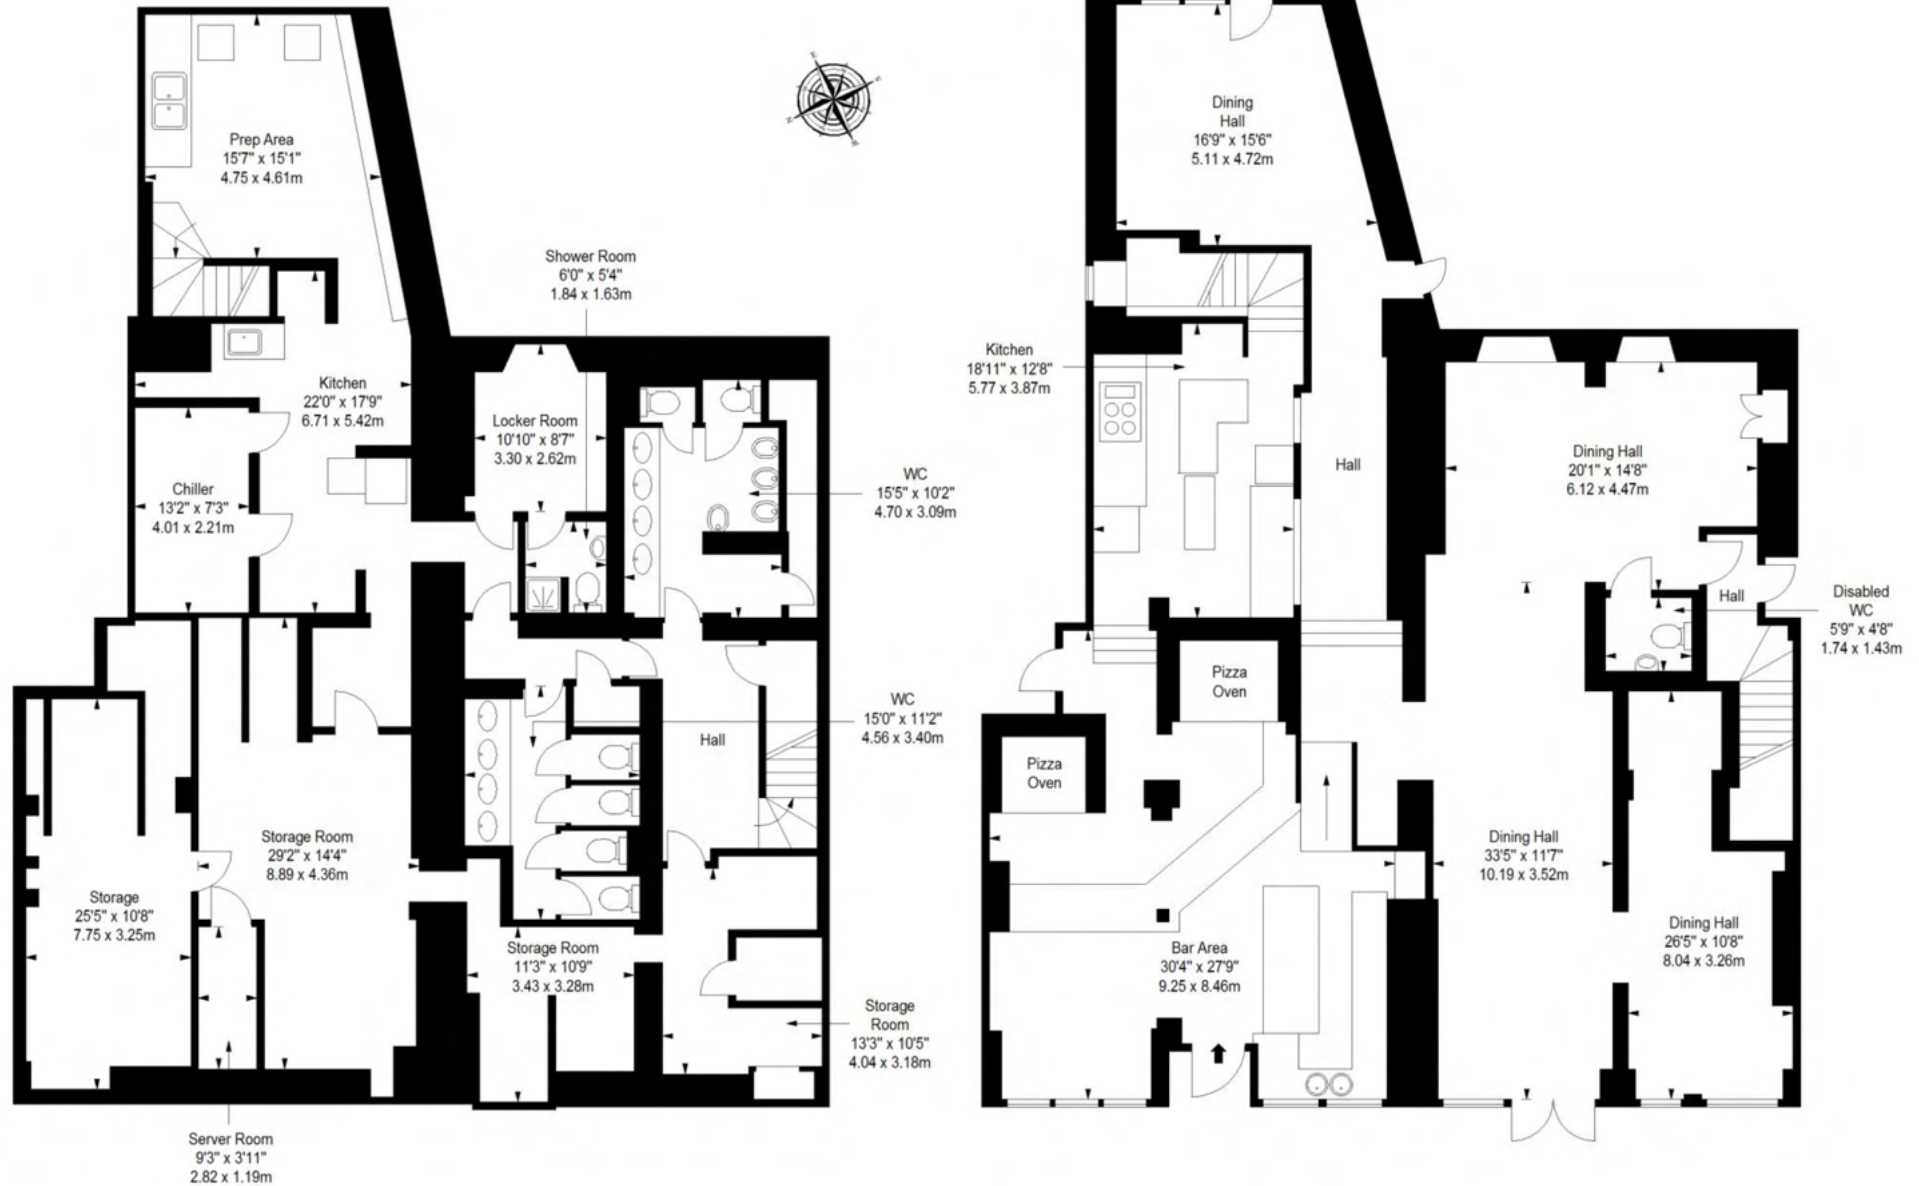 Prep Area
15'7" x 15'1"
4.75 x 4.61m
Shower Room
6'0" x 5'4"
1.84 x 1.63m
Kitchen
22'0" x 17'9"
6.71 x 5.42m
Locker Room
10'10" x 8'7"
3.30 x 2.62m
Chiller
13'2" x 7'3"
4.01 x 2.21m
WC
15'5" x 10'2"
4.70 x 3.09m
WC
15'0" x 11'2"
4.56 x 3.40m
Hall
Storage Room
29'2" x 14'4"
8.89 x 4.36m
Storage
25'5" x 10'8"
7.75 x 3.25m
Storage Room
11'3" x 10'9"
3.43 x 3.28m
Storage
Room
13'3" x 10'5"
4.04 x 3.18m
Server Room
9'3" x 3'11"
2.82 x 1.19m
Dining
Hall
16'9" x 15'6"
5.11 x 4.72m
Kitchen
18'11" x 12'8"
5.77 x 3.87m
Hall
Dining Hall
20'1" x 14'8"
6.12 x 4.47m
Hall
Disabled
WC
5'9" x 4'8"
1.74 x 1.43m
Pizza
Oven
Pizza
Oven
Dining Hall
33'5" x 11'7"
10.19 x 3.52m
Dining Hall
26'5" x 10'8"
8.04 x 3.26m
Bar Area
30'4" x 27'9"
9.25 x 8.46m